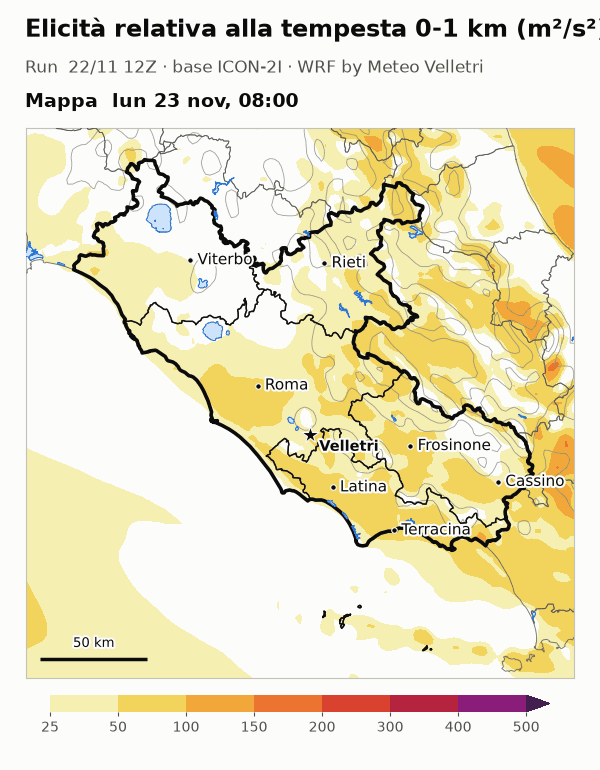 Elicità relativa alla tempesta 0-1 km (m²/s²)
Run  22/11 12Z · base ICON-2I · WRF by Meteo Velletri
Mappa  lun 23 nov, 08:00
Viterbo
Rieti
Roma
Velletri
Frosinone
Latina
Cassino
Terracina
50 km
25 50 100 150 200 300 400 500